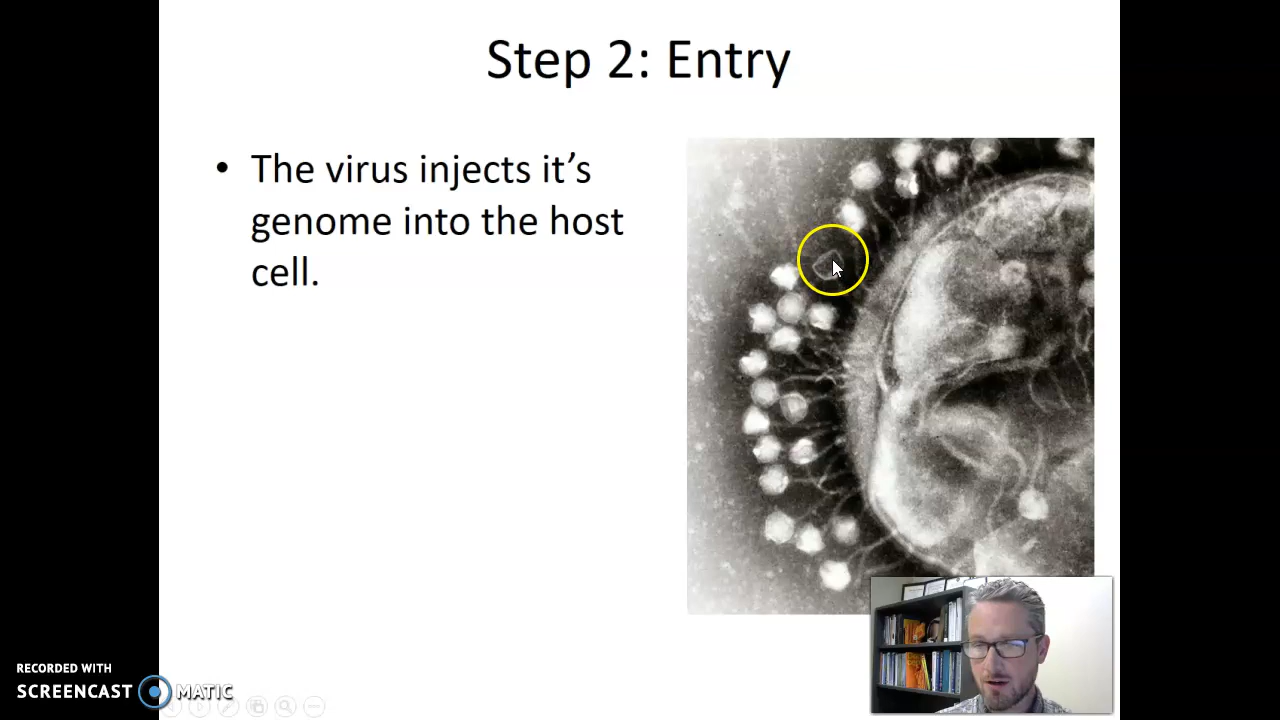 Step 2: Entry
• The virus injects it’s
genome into the host
cell.
RECORDED WITH
SCREENCAST MATIC